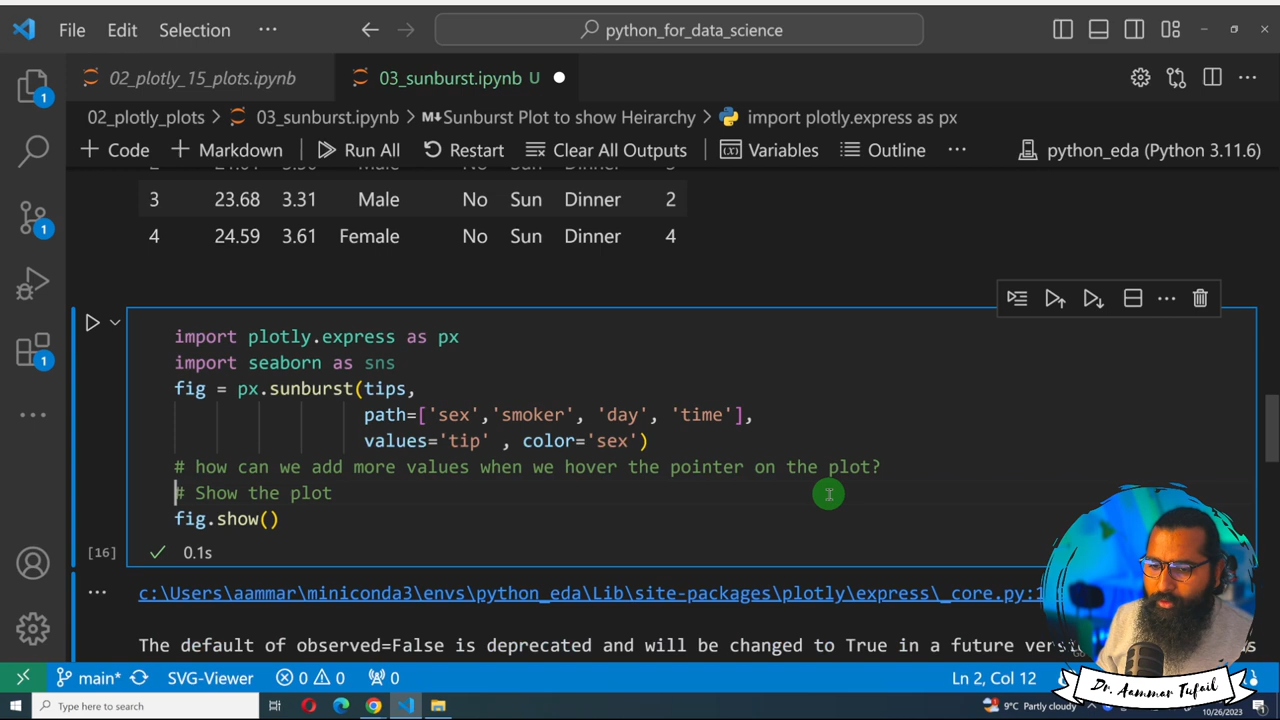 File Edit Selection ··· python_for_data_science
02_plotly_15_plots.ipynb 03_sunburst.ipynb U
02_plotly_plots > 03_sunburst.ipynb > M↓Sunburst Plot to show Heirarchy > import plotly.express as px
+ Code + Markdown Run All Restart Clear All Outputs (x) Variables Outline ··· python_eda (Python 3.11.6)
3 23.68 3.31 Male No Sun Dinner 2
4 24.59 3.61 Female No Sun Dinner 4
import plotly.express as px
import seaborn as sns
fig = px.sunburst(tips,
path=['sex','smoker', 'day', 'time'],
values='tip' , color='sex')
# how can we add more values when we hover the pointer on the plot?
# Show the plot
fig.show()
[16] 0.1s
c:\Users\aammar\miniconda3\envs\python_eda\Lib\site-packages\plotly\express\_core.py:1
The default of observed=False is deprecated and will be changed to True in a future
main* SVG-Viewer 0 0 0 Ln 2, Col 12
Dr. Aammar Tufail
Type here to search 9°C Partly cloudy 10/26/2023